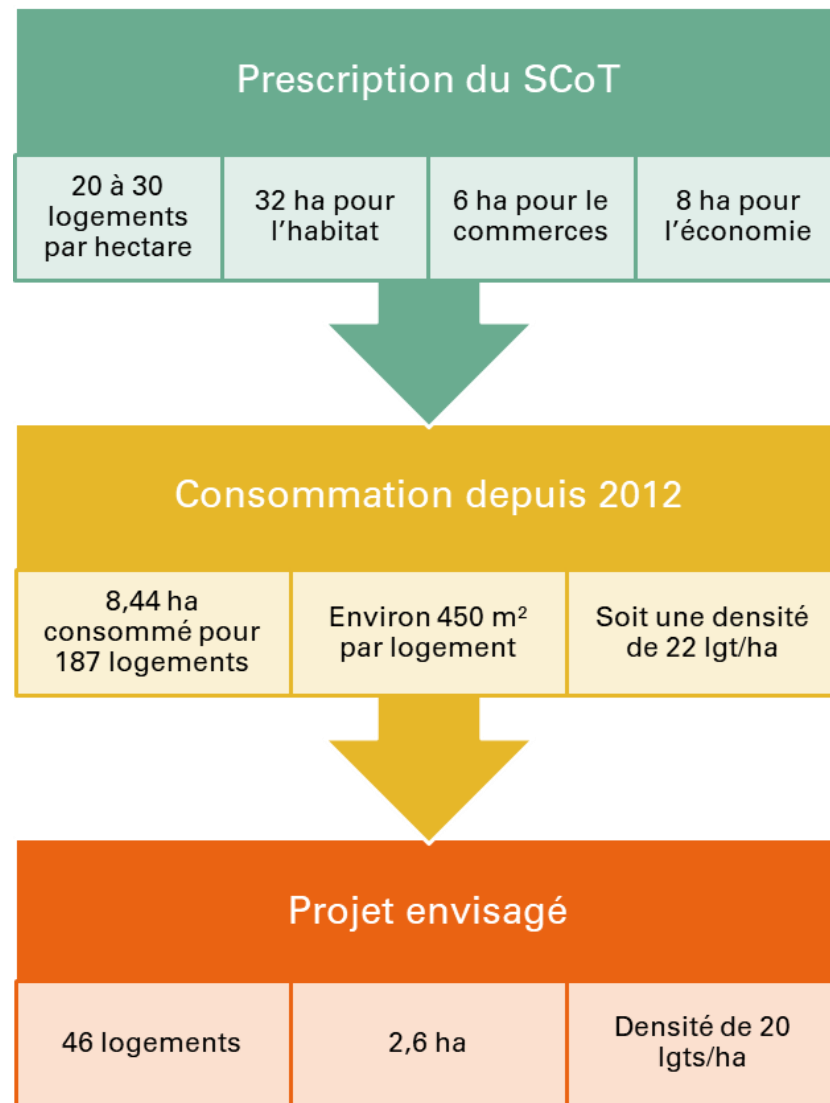 Prescription du SCoT
20 à 30
logements
par hectare
32 ha pour
l'habitat
6 ha pour le
commerces
8 ha pour
l'économie
Consommation depuis 2012
8,44 ha
consommé pour
187 logements
Environ 450 m²
par logement
Soit une densité
de 22 lgt/ha
Projet envisagé
46 logements
2,6 ha
Densité de 20
lgts/ha